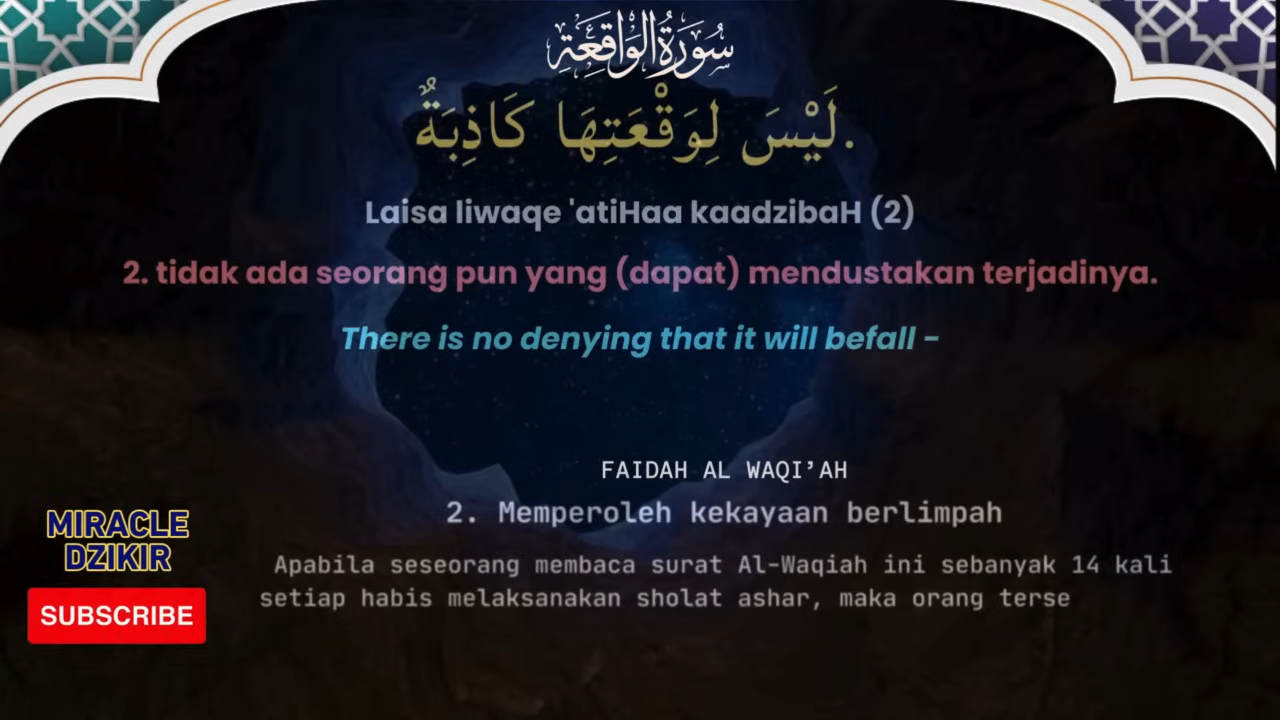 سُورَةُ الْوَاقِعَةِ
لَيْسَ لِوَقْعَتِهَا كَاذِبَةٌ.
Laisa liwaqe 'atiHaa kaadzibaH (2)
2. tidak ada seorang pun yang (dapat) mendustakan terjadinya.
There is no denying that it will befall -
FAIDAH AL WAQI’AH
2. Memperoleh kekayaan berlimpah
Apabila seseorang membaca surat Al-Waqiah ini sebanyak 14 kali
setiap habis melaksanakan sholat ashar, maka orang terse
MIRACLE
DZIKIR
SUBSCRIBE